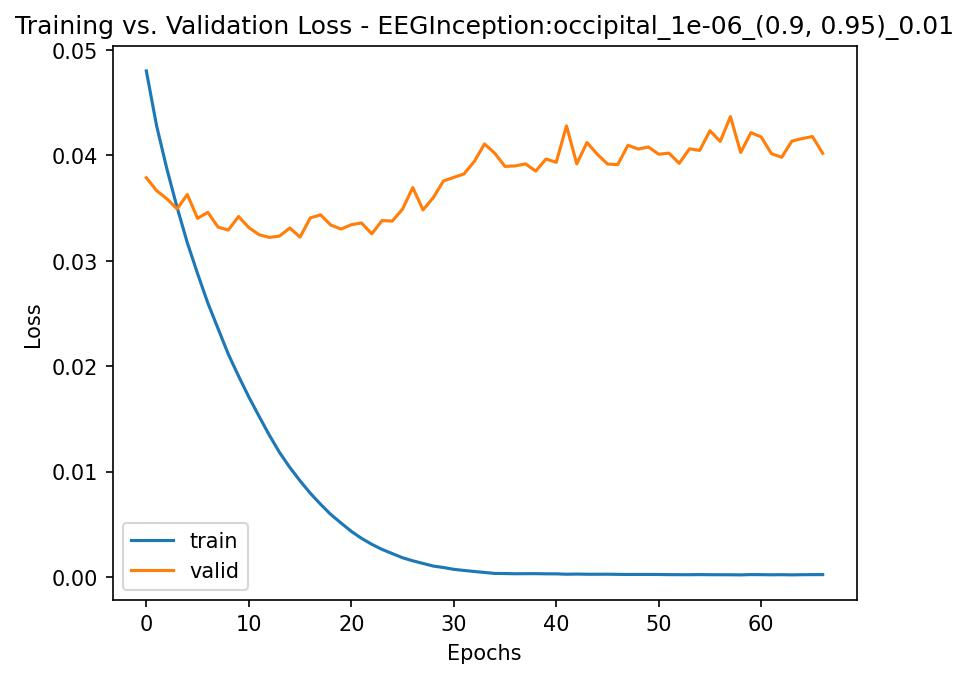 Training vs. Validation Loss - EEGInception:occipital_1e-06_(0.9, 0.95)_0.01
0.05
0.04
0.03
0.02
0.01
0.00
Loss
train
valid
0 10 20 30 40 50 60
Epochs